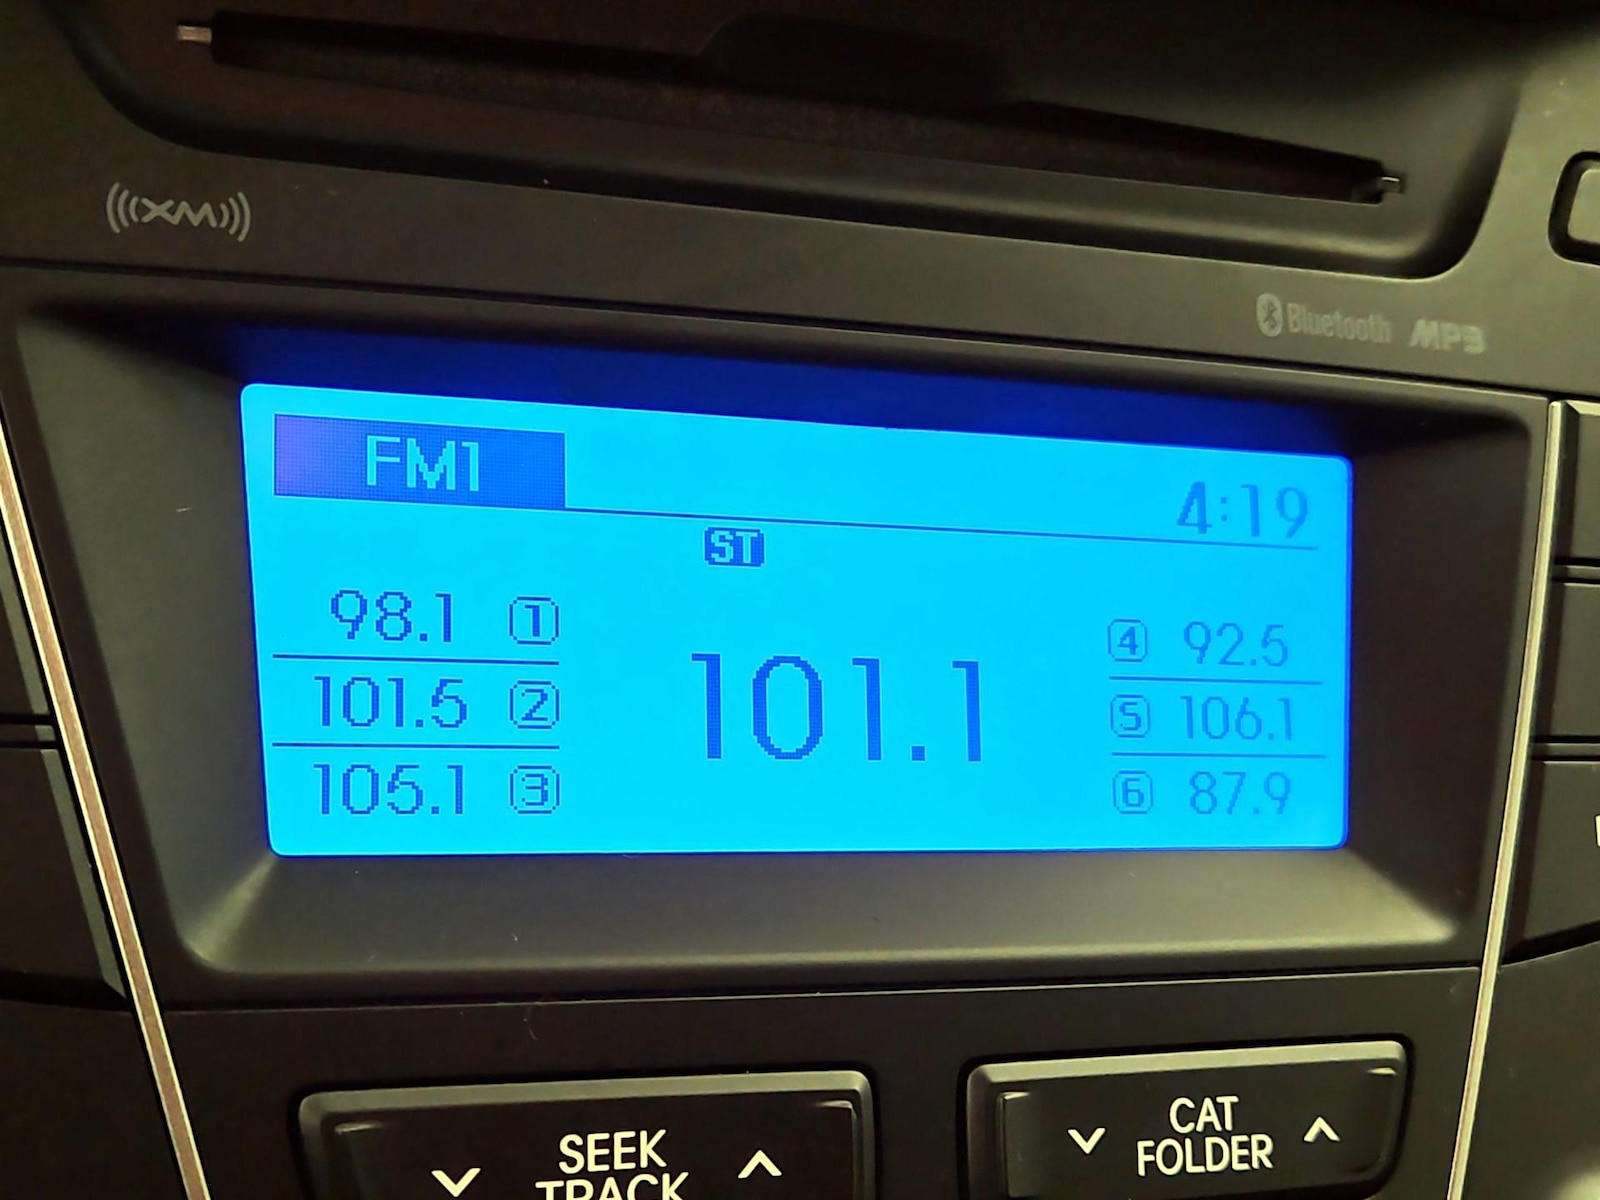 XM
Bluetooth MP3
FM1
4:19
ST
98.1 1
101.5 2
105.1 3
101.1
4 92.5
5 106.1
6 87.9
SEEK
TRACK
CAT
FOLDER